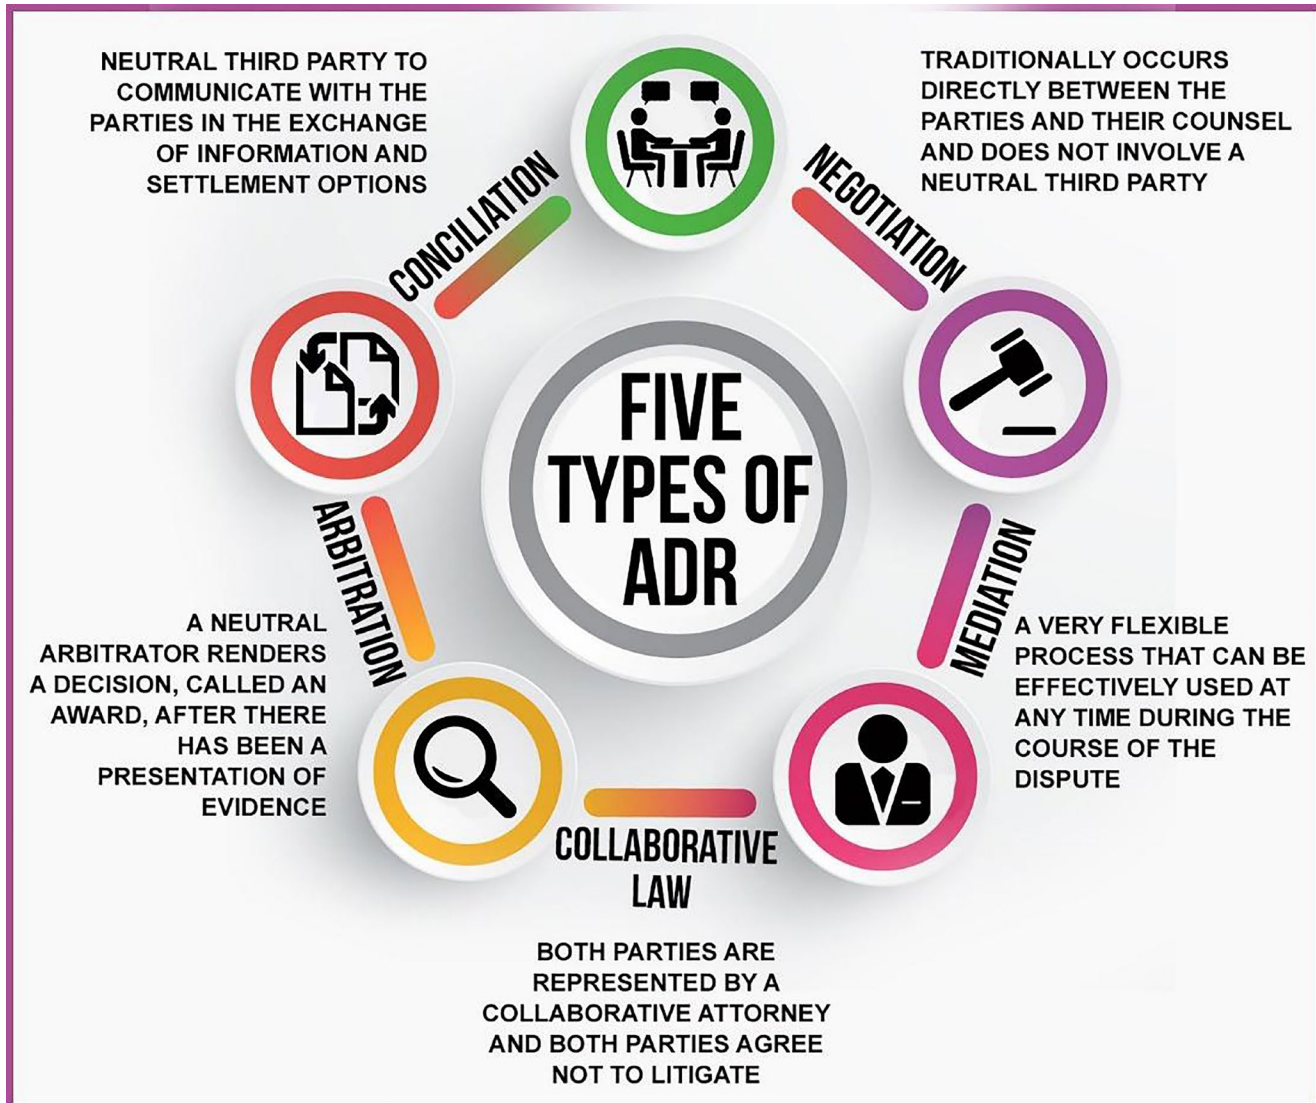 FIVE
TYPES OF
ADR
NEUTRAL THIRD PARTY TO
COMMUNICATE WITH THE
PARTIES IN THE EXCHANGE
OF INFORMATION AND
SETTLEMENT OPTIONS
CONCILIATION
TRADITIONALLY OCCURS
DIRECTLY BETWEEN THE
PARTIES AND THEIR COUNSEL
AND DOES NOT INVOLVE A
NEUTRAL THIRD PARTY
NEGOTIATION
ARBITRATION
A NEUTRAL
ARBITRATOR RENDERS
A DECISION, CALLED AN
AWARD, AFTER THERE
HAS BEEN A
PRESENTATION OF
EVIDENCE
MEDIATION
A VERY FLEXIBLE
PROCESS THAT CAN BE
EFFECTIVELY USED AT
ANY TIME DURING THE
COURSE OF THE
DISPUTE
COLLABORATIVE
LAW
BOTH PARTIES ARE
REPRESENTED BY A
COLLABORATIVE ATTORNEY
AND BOTH PARTIES AGREE
NOT TO LITIGATE